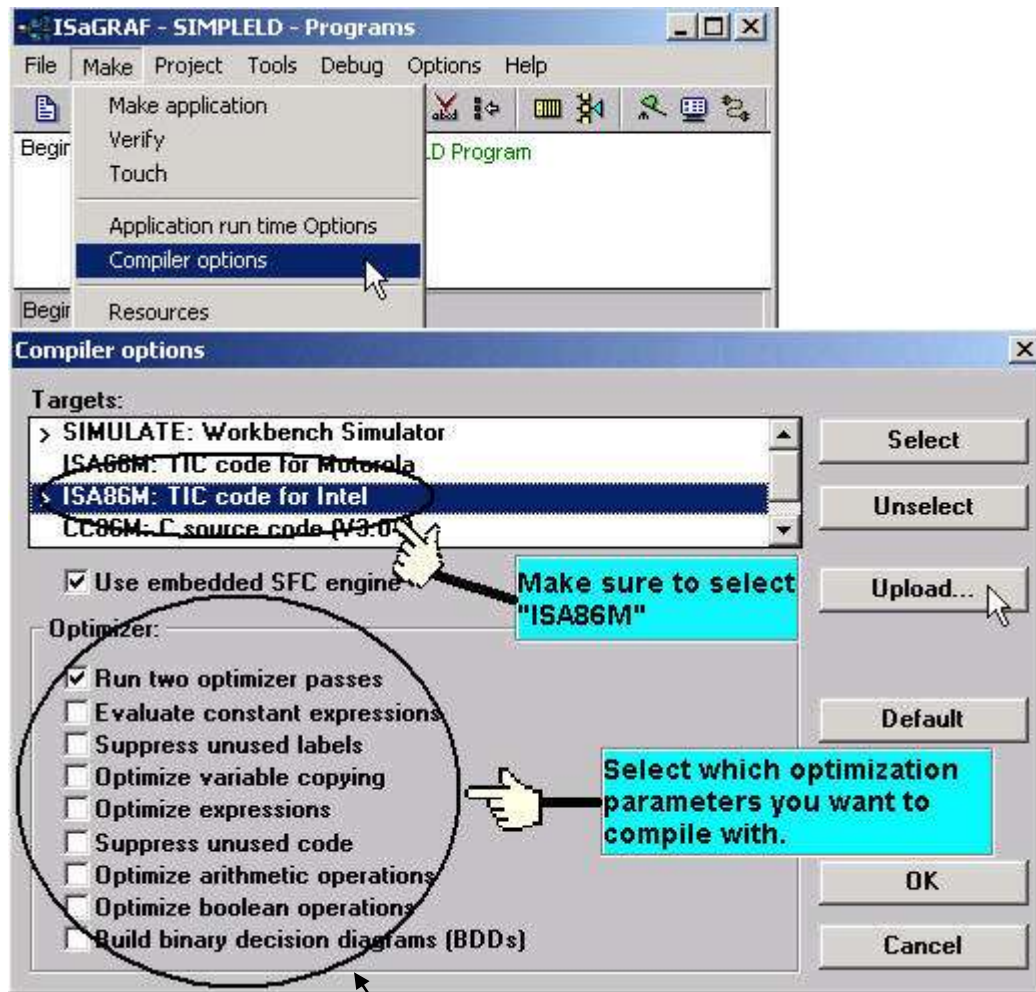 ISaGRAF - SIMPLELD - Programs
File Make Project Tools Debug Options Help
Make application
Verify
Touch
Application run time Options
Compiler options
Resources
Begin
LD Program
Begin
Compiler options
Targets:
> SIMULATE: Workbench Simulator
ISA68M: TIC code for Motorola
> ISA86M: TIC code for Intel
CC86M: C source code (V3.0
Use embedded SFC engine
Make sure to select
"ISA86M"
Optimizer:
Run two optimizer passes
Evaluate constant expressions
Suppress unused labels
Optimize variable copying
Optimize expressions
Suppress unused code
Optimize arithmetic operations
Optimize boolean operations
Build binary decision diagrams (BDDs)
Select which optimization
parameters you want to
compile with.
Select
Unselect
Upload...
Default
OK
Cancel